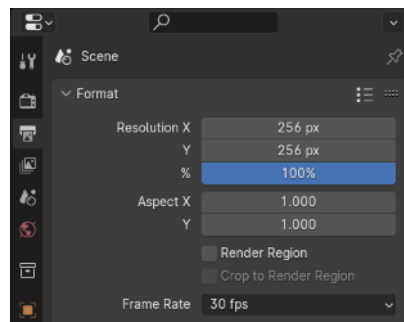 Scene
Format
Resolution X 256 px
Y 256 px
% 100%
Aspect X 1.000
Y 1.000
Render Region
Crop to Render Region
Frame Rate 30 fps